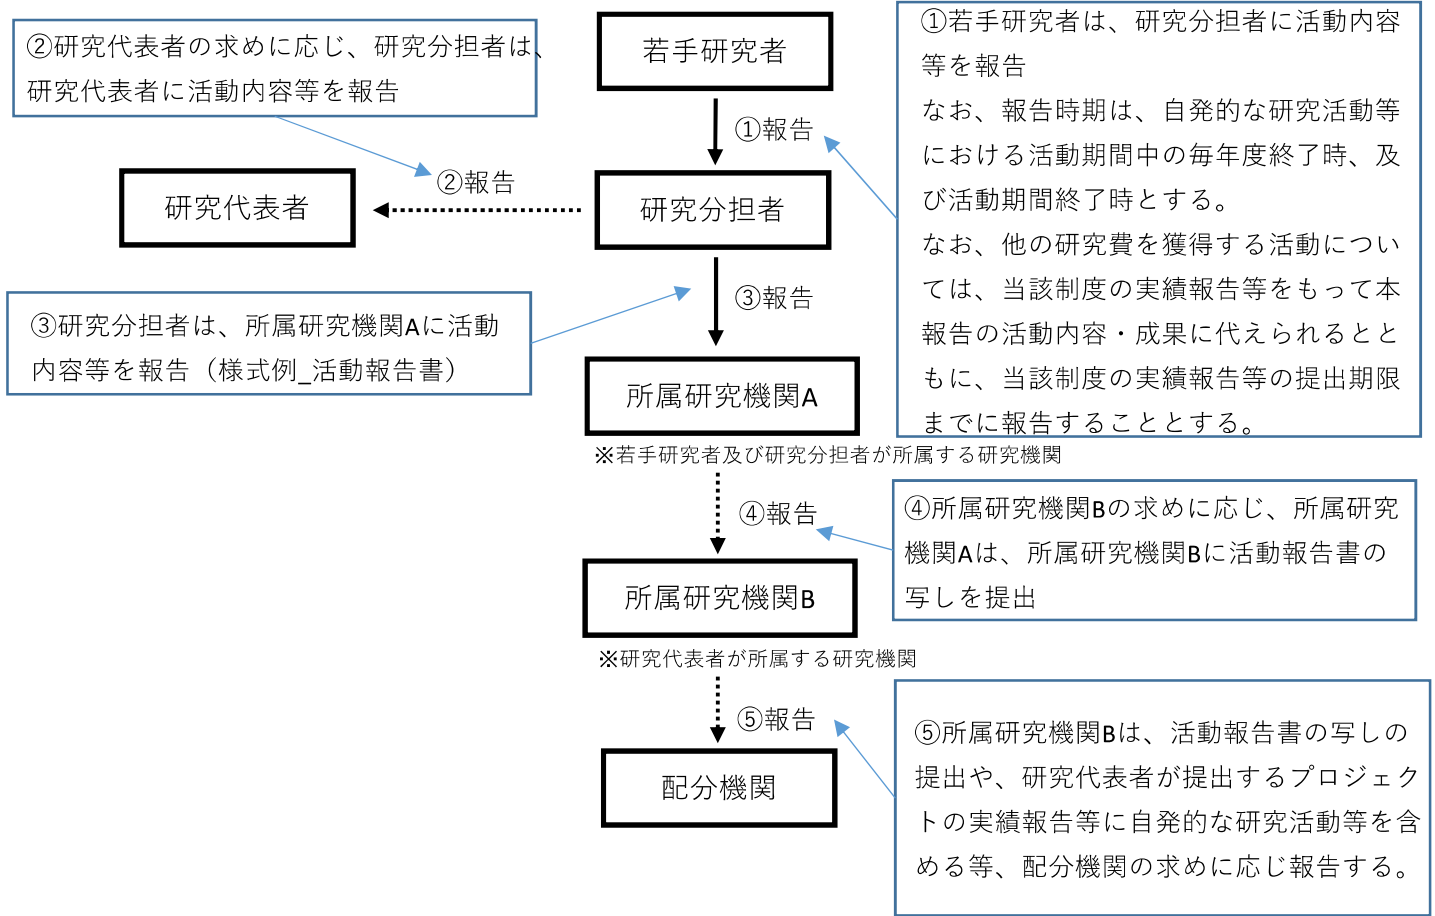 ②研究代表者の求めに応じ、研究分担者は、
研究代表者に活動内容等を報告
若手研究者
①若手研究者は、研究分担者に活動内容
等を報告
なお、報告時期は、自発的な研究活動等
における活動期間中の毎年度終了時、及
び活動期間終了時とする。
なお、他の研究費を獲得する活動につい
ては、当該制度の実績報告等をもって本
報告の活動内容・成果に代えられるとと
もに、当該制度の実績報告等の提出期限
までに報告することとする。
①報告
②報告
研究代表者
研究分担者
③報告
③研究分担者は、所属研究機関Aに活動
内容等を報告（様式例_活動報告書）
所属研究機関A
※若手研究者及び研究分担者が所属する研究機関
④報告
④所属研究機関Bの求めに応じ、所属研究
機関Aは、所属研究機関Bに活動報告書の
写しを提出
所属研究機関B
※研究代表者が所属する研究機関
⑤報告
⑤所属研究機関Bは、活動報告書の写しの
提出や、研究代表者が提出するプロジェク
トの実績報告等に自発的な研究活動等を含
める等、配分機関の求めに応じ報告する。
配分機関